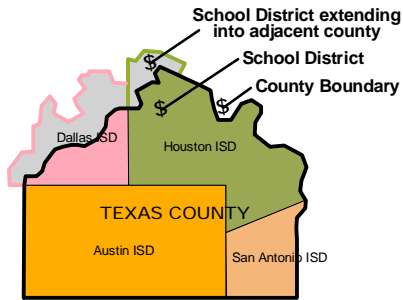 School District extending
into adjacent county
$
School District
$
County Boundary
$
Dallas ISD
Houston ISD
TEXAS COUNTY
Austin ISD
San Antonio ISD